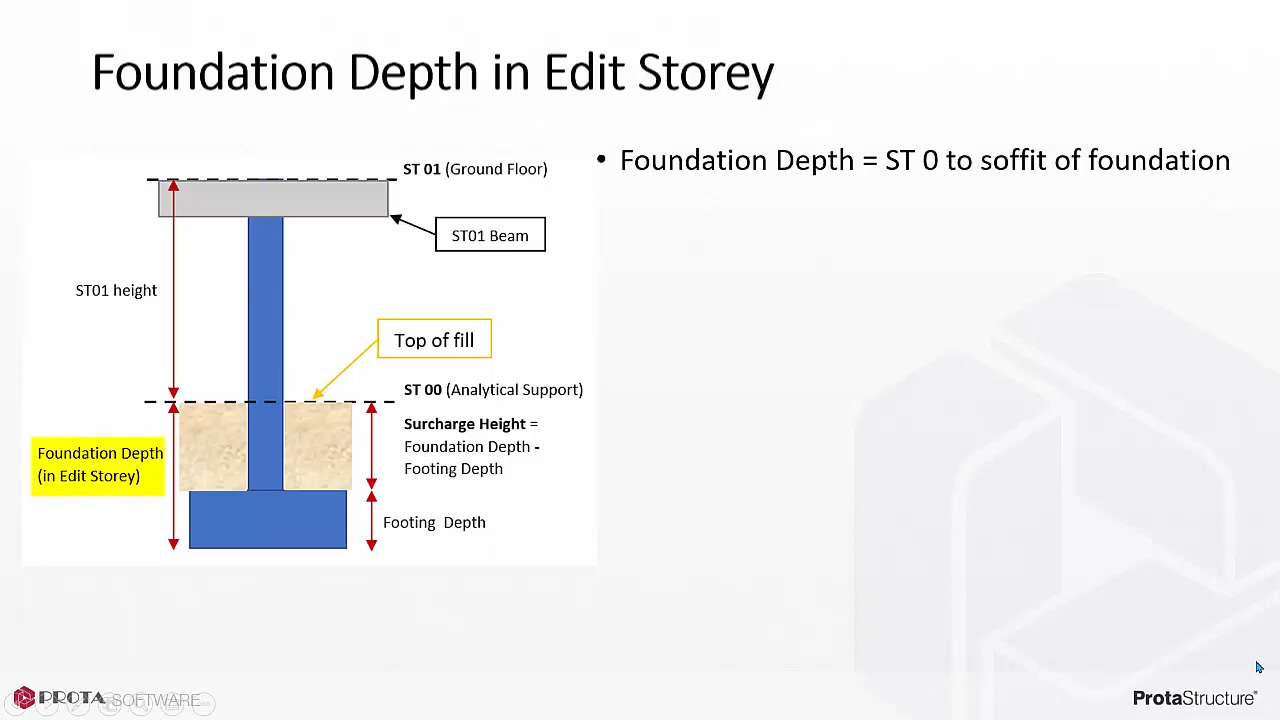 Foundation Depth in Edit Storey
• Foundation Depth = ST 0 to soffit of foundation
ST 01 (Ground Floor)
ST01 Beam
ST01 height
Top of fill
ST 00 (Analytical Support)
Surcharge Height =
Foundation Depth -
Footing Depth
Foundation Depth
(in Edit Storey)
Footing Depth
PROTA SOFTWARE
ProtaStructure®